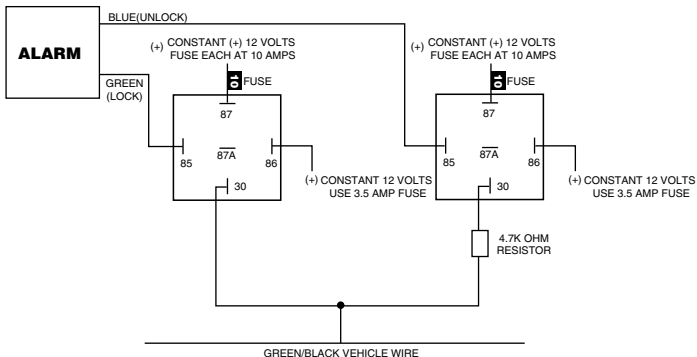 BLUE(UNLOCK)
ALARM
GREEN
(LOCK)
(+) CONSTANT (+) 12 VOLTS
FUSE EACH AT 10 AMPS
10 FUSE
87
87A
85
86
30
(+) CONSTANT 12 VOLTS
USE 3.5 AMP FUSE
(+) CONSTANT (+) 12 VOLTS
FUSE EACH AT 10 AMPS
10 FUSE
87
87A
85
86
30
(+) CONSTANT 12 VOLTS
USE 3.5 AMP FUSE
4.7K OHM
RESISTOR
GREEN/BLACK VEHICLE WIRE